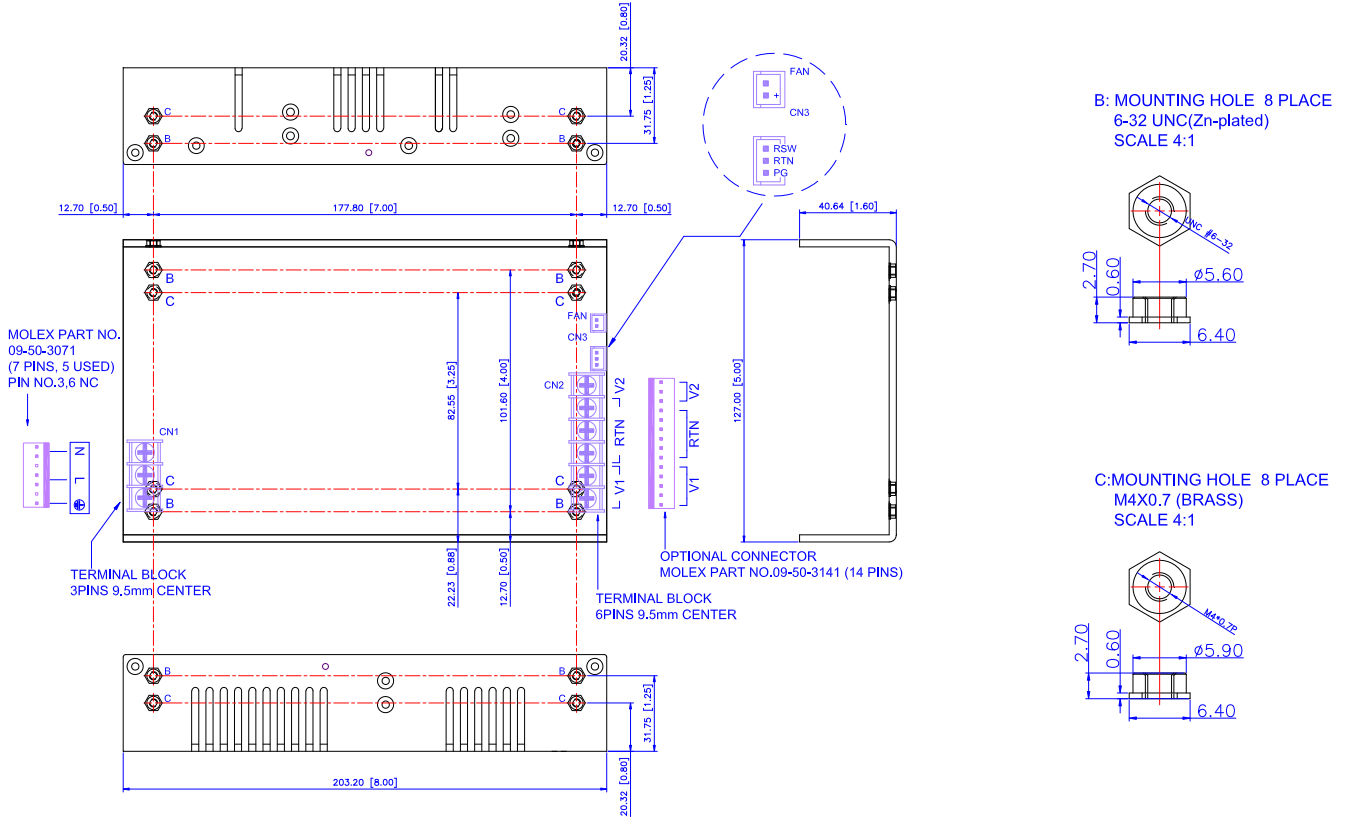 20.32 [0.80]
31.75 [1.25]
C
B
C
B
12.70 [0.50]
177.80 [7.00]
12.70 [0.50]
FAN
+
CN3
RSW
RTN
PG
40.64 [1.60]
127.00 [5.00]
B
C
B
C
FAN
CN3
CN2
V2
RTN
V1
V2
RTN
V1
82.55 [3.25]
101.60 [4.00]
MOLEX PART NO.
09-50-3071
(7 PINS, 5 USED)
PIN NO.3,6 NC
CN1
N
L
C
B
C
B
TERMINAL BLOCK
3PINS 9.5mm CENTER
22.23 [0.88]
12.70 [0.50]
OPTIONAL CONNECTOR
MOLEX PART NO.09-50-3141 (14 PINS)
TERMINAL BLOCK
6PINS 9.5mm CENTER
B
C
B
C
31.75 [1.25]
20.32 [0.80]
203.20 [8.00]
B: MOUNTING HOLE 8 PLACE
6-32 UNC(Zn-plated)
SCALE 4:1
UNC #6-32
2.70
0.60
ø5.60
6.40
C:MOUNTING HOLE 8 PLACE
M4X0.7 (BRASS)
SCALE 4:1
M4*0.7P
2.70
0.60
ø5.90
6.40